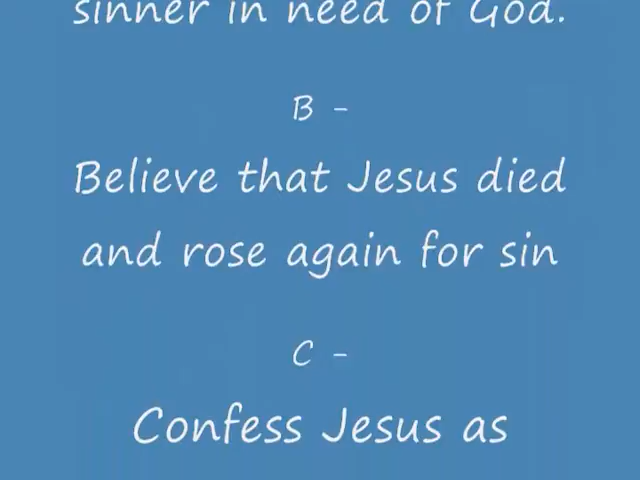 sinner in need of God.
B -
Believe that Jesus died
and rose again for sin
C -
Confess Jesus as